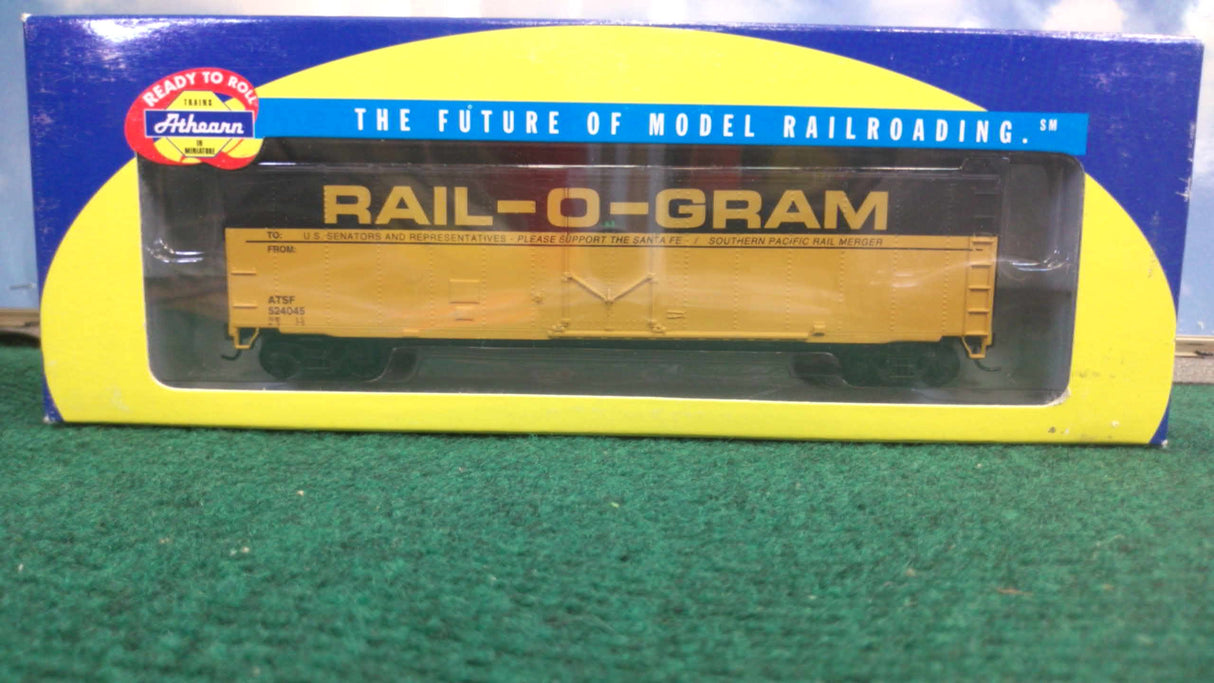 READY TO ROLL
TRAINS
Athearn
IN
MINIATURE
THE FUTURE OF MODEL RAILROADING.℠
RAIL-O-GRAM
TO: U.S. SENATORS AND REPRESENTATIVES - PLEASE SUPPORT THE SANTA FE - / SOUTHERN PACIFIC RAIL MERGER
FROM:
ATSF
524045